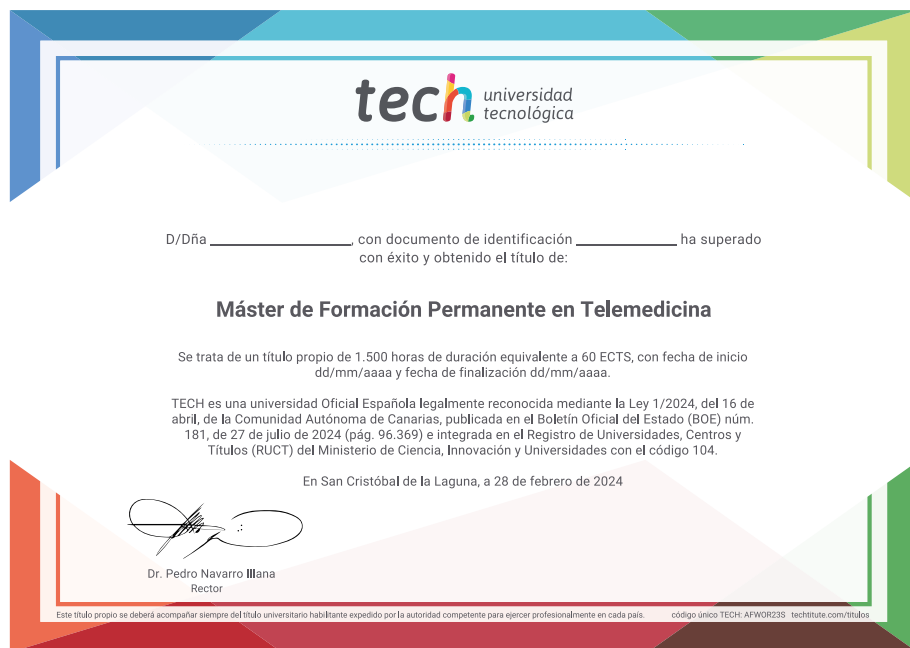 tech universidad
tecnológica
D/Dña ______________, con documento de identificación __________ ha superado
con éxito y obtenido el título de:
Máster de Formación Permanente en Telemedicina
Se trata de un título propio de 1.500 horas de duración equivalente a 60 ECTS, con fecha de inicio
dd/mm/aaaa y fecha de finalización dd/mm/aaaa.
TECH es una universidad Oficial Española legalmente reconocida mediante la Ley 1/2024, del 16 de
abril, de la Comunidad Autónoma de Canarias, publicada en el Boletín Oficial del Estado (BOE) núm.
181, de 27 de julio de 2024 (pág. 96.369) e integrada en el Registro de Universidades, Centros y
Títulos (RUCT) del Ministerio de Ciencia, Innovación y Universidades con el código 104.
En San Cristóbal de la Laguna, a 28 de febrero de 2024
Dr. Pedro Navarro Illana
Rector
Este título propio se deberá acompañar siempre del título universitario habilitante expedido por la autoridad competente para ejercer profesionalmente en cada país. código único TECH: AFWOR23S techtitute.com/titulos